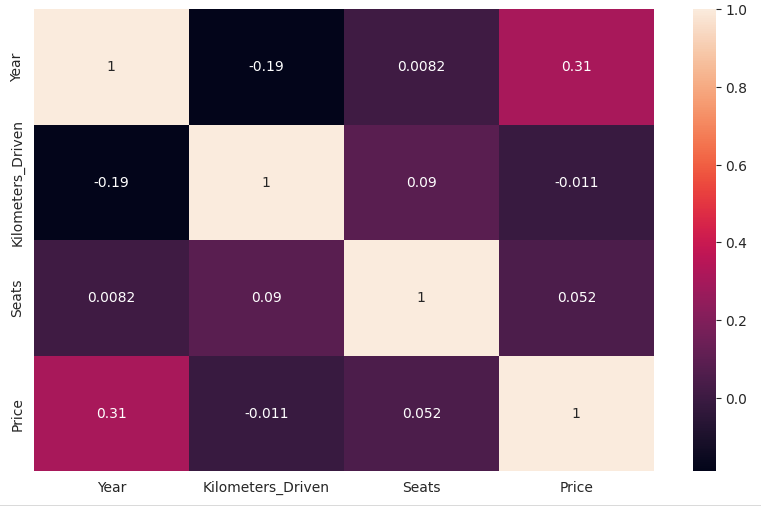 Year 1 -0.19 0.0082 0.31
Kilometers_Driven -0.19 1 0.09 -0.011
Seats 0.0082 0.09 1 0.052
Price 0.31 -0.011 0.052 1
Year Kilometers_Driven Seats Price
1.0
0.8
0.6
0.4
0.2
0.0